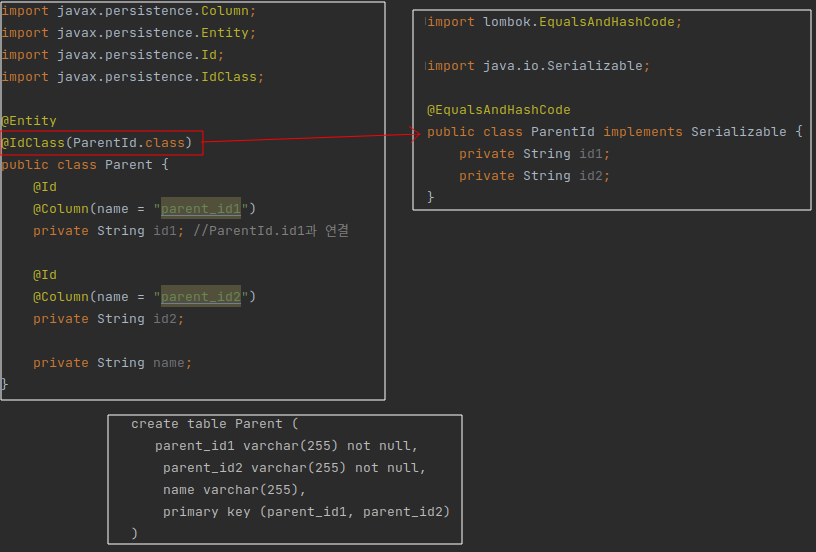 import javax.persistence.Column;
import javax.persistence.Entity;
import javax.persistence.Id;
import javax.persistence.IdClass;

@Entity
@IdClass(ParentId.class)
public class Parent {
    @Id
    @Column(name = "parent_id1")
    private String id1; //ParentId.id1과 연결

    @Id
    @Column(name = "parent_id2")
    private String id2;

    private String name;
}

import lombok.EqualsAndHashCode;

import java.io.Serializable;

@EqualsAndHashCode
public class ParentId implements Serializable {
    private String id1;
    private String id2;
}

create table Parent (
   parent_id1 varchar(255) not null,
    parent_id2 varchar(255) not null,
    name varchar(255),
    primary key (parent_id1, parent_id2)
)